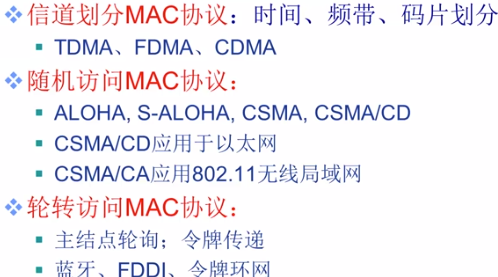 信道划分MAC协议：时间、频带、码片划分
TDMA、FDMA、CDMA
随机访问MAC协议：
ALOHA, S-ALOHA, CSMA, CSMA/CD
CSMA/CD应用于以太网
CSMA/CA应用802.11无线局域网
轮转访问MAC协议：
主结点轮询；令牌传递
蓝牙、FDDI、令牌环网